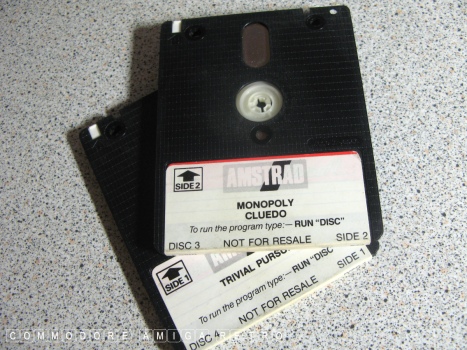 AMSTRAD
SIDE 2
MONOPOLY
CLUEDO
To run the program type:— RUN "DISC"
DISC 3 NOT FOR RESALE SIDE 2
SIDE 1
TRIVIAL
To run the program type:— RUN "DISC"
NOT FOR RESALE SIDE 1
COMMODORE AMIGA RETRO